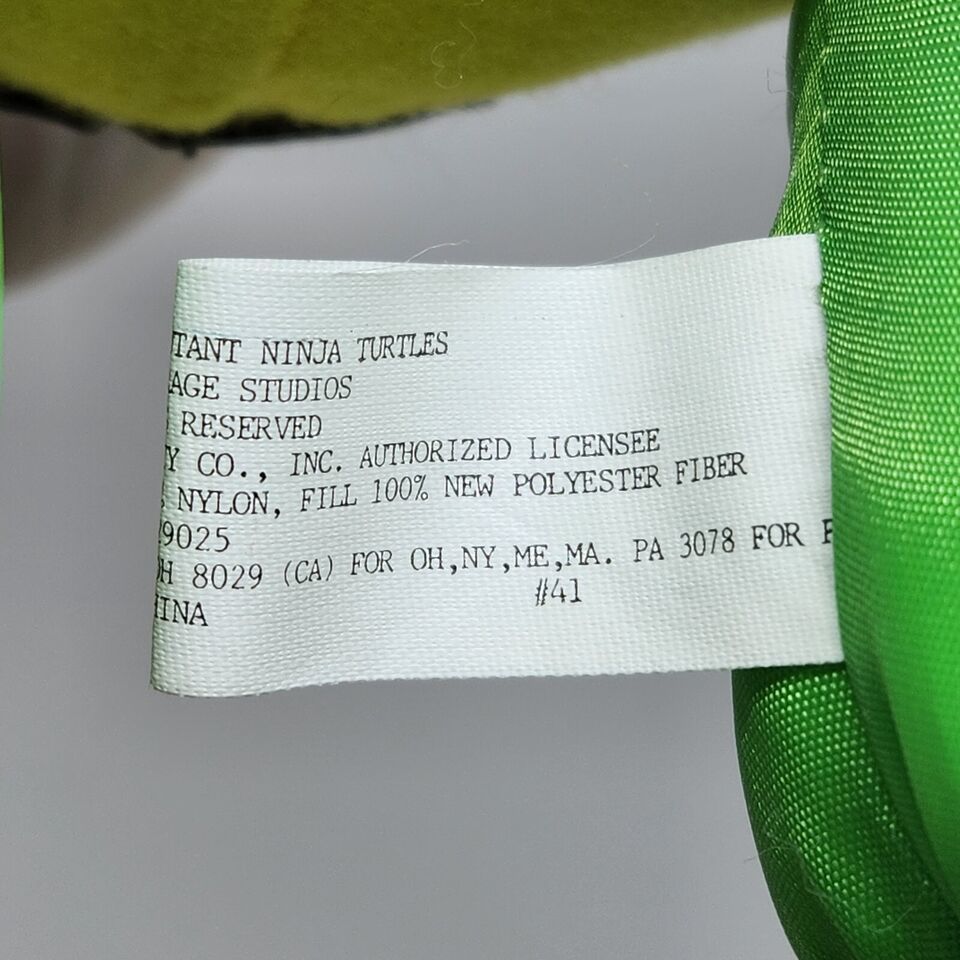 TANT NINJA TURTLES
AGE STUDIOS
RESERVED
Y CO., INC. AUTHORIZED LICENSEE
NYLON, FILL 100% NEW POLYESTER FIBER
9025
H 8029 (CA) FOR OH,NY,ME,MA. PA 3078 FOR
#41
HINA